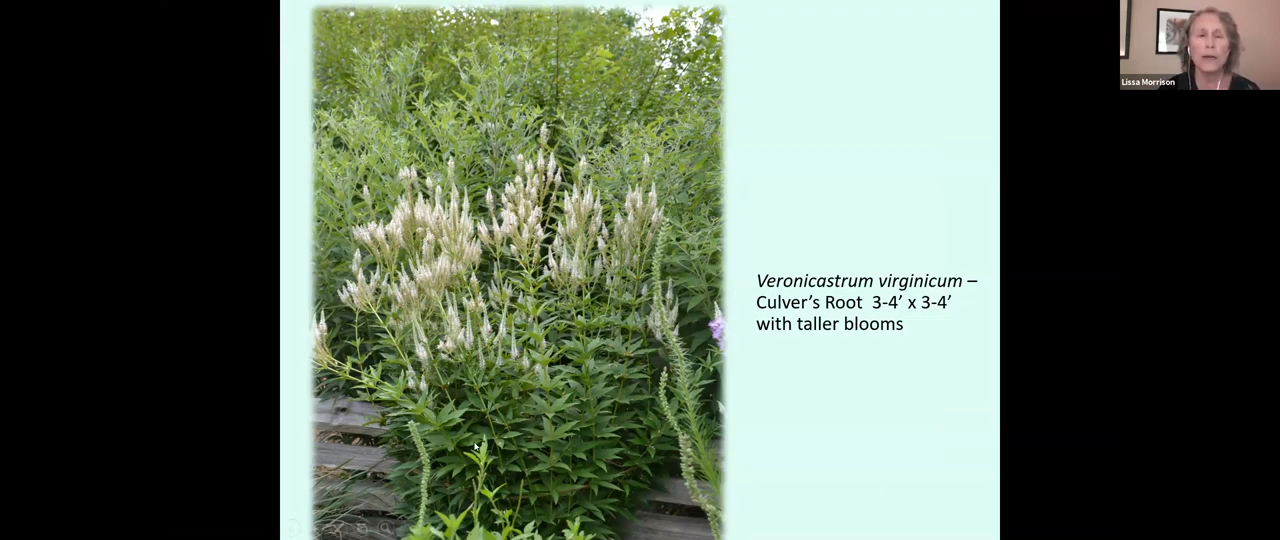 Lissa Morrison
Veronicastrum virginicum –
Culver’s Root  3-4’ x 3-4’
with taller blooms